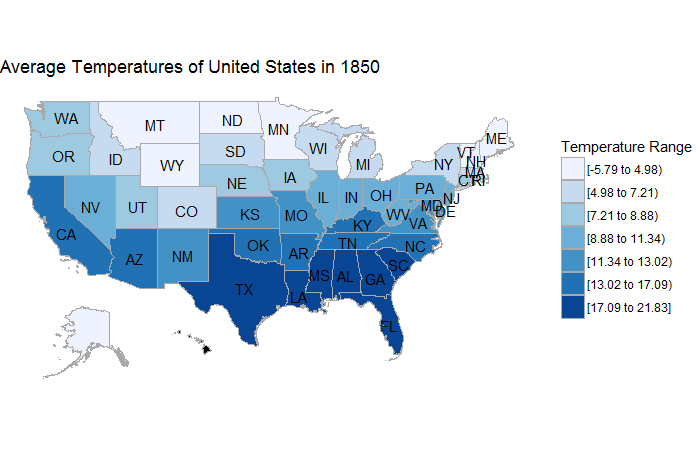 Average Temperatures of United States in 1850
WA
MT
ND
MN
ME
VT
NH
OR
ID
SD
WI
MI
NY
MA
CT
RI
WY
NE
IA
PA
NJ
NV
UT
CO
IL
IN
OH
MD
DE
KS
MO
WV
VA
CA
KY
AZ
NM
OK
AR
TN
NC
SC
TX
LA
MS
AL
GA
FL
Temperature Range
[-5.79 to 4.98)
[4.98 to 7.21)
[7.21 to 8.88)
[8.88 to 11.34)
[11.34 to 13.02)
[13.02 to 17.09)
[17.09 to 21.83]